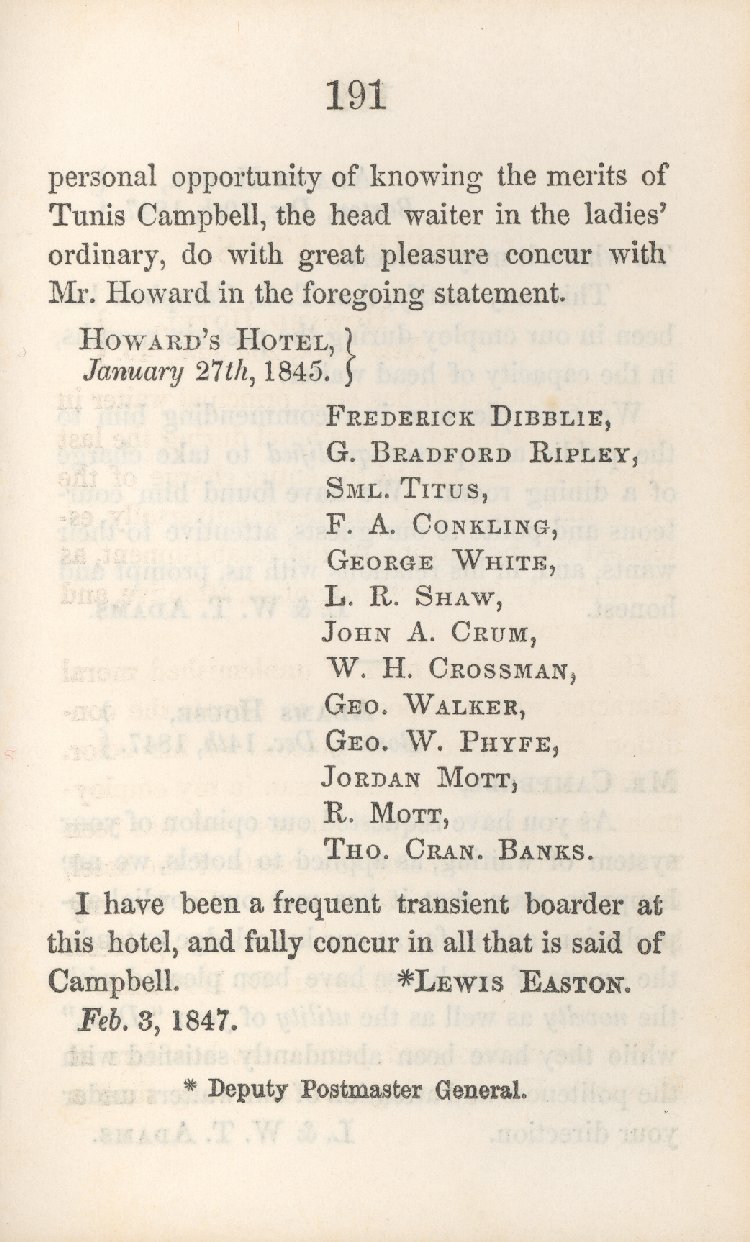 191
personal opportunity of knowing the merits of
Tunis Campbell, the head waiter in the ladies'
ordinary, do with great pleasure concur with
Mr. Howard in the foregoing statement.
Howard's Hotel,
January 27th, 1845.
Frederick Dibblie,
G. Bradford Ripley,
Sml. Titus,
F. A. Conkling,
George White,
L. R. Shaw,
John A. Crum,
W. H. Crossman,
Geo. Walker,
Geo. W. Phyfe,
Jordan Mott,
R. Mott,
Tho. Cran. Banks.
I have been a frequent transient boarder at
this hotel, and fully concur in all that is said of
Campbell. *Lewis Easton.
Feb. 3, 1847.
* Deputy Postmaster General.